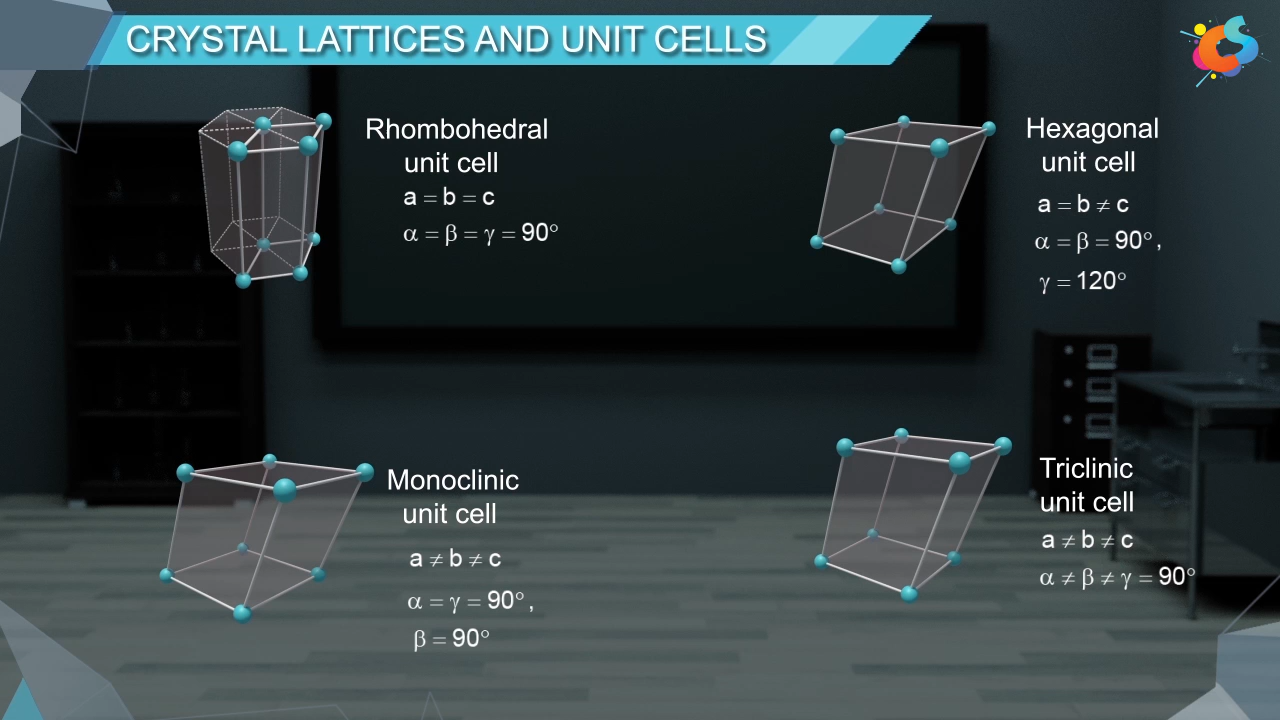 CRYSTAL LATTICES AND UNIT CELLS
Rhombohedral
unit cell
a = b = c
α = β = γ = 90°
Hexagonal
unit cell
a = b ≠ c
α = β = 90°,
γ = 120°
Monoclinic
unit cell
a ≠ b ≠ c
α = γ = 90°,
β = 90°
Triclinic
unit cell
a ≠ b ≠ c
α ≠ β ≠ γ = 90°
CS